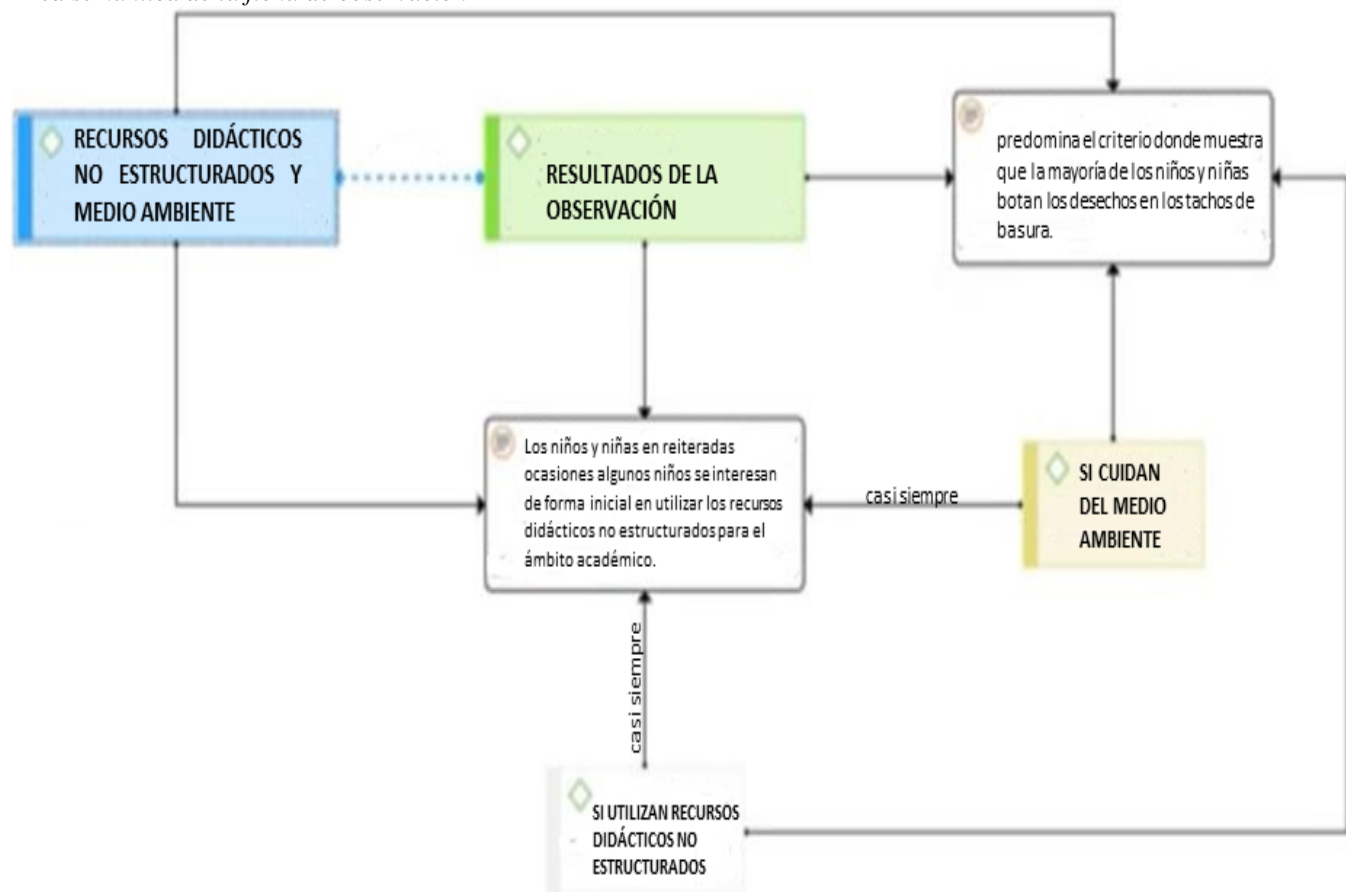 RECURSOS DIDÁCTICOS
NO ESTRUCTURADOS Y
MEDIO AMBIENTE
RESULTADOS DE LA
OBSERVACIÓN
predomina el criterio donde muestra
que la mayoría de los niños y niñas
botan los desechos en los tachos de
basura.
Los niños y niñas en reiteradas
ocasiones algunos niños se interesan
de forma inicial en utilizar los recursos
didácticos no estructurados para el
ámbito académico.
casi siempre
SI CUIDAN
DEL MEDIO
AMBIENTE
casi siempre
SI UTILIZAN RECURSOS
DIDÁCTICOS NO
ESTRUCTURADOS